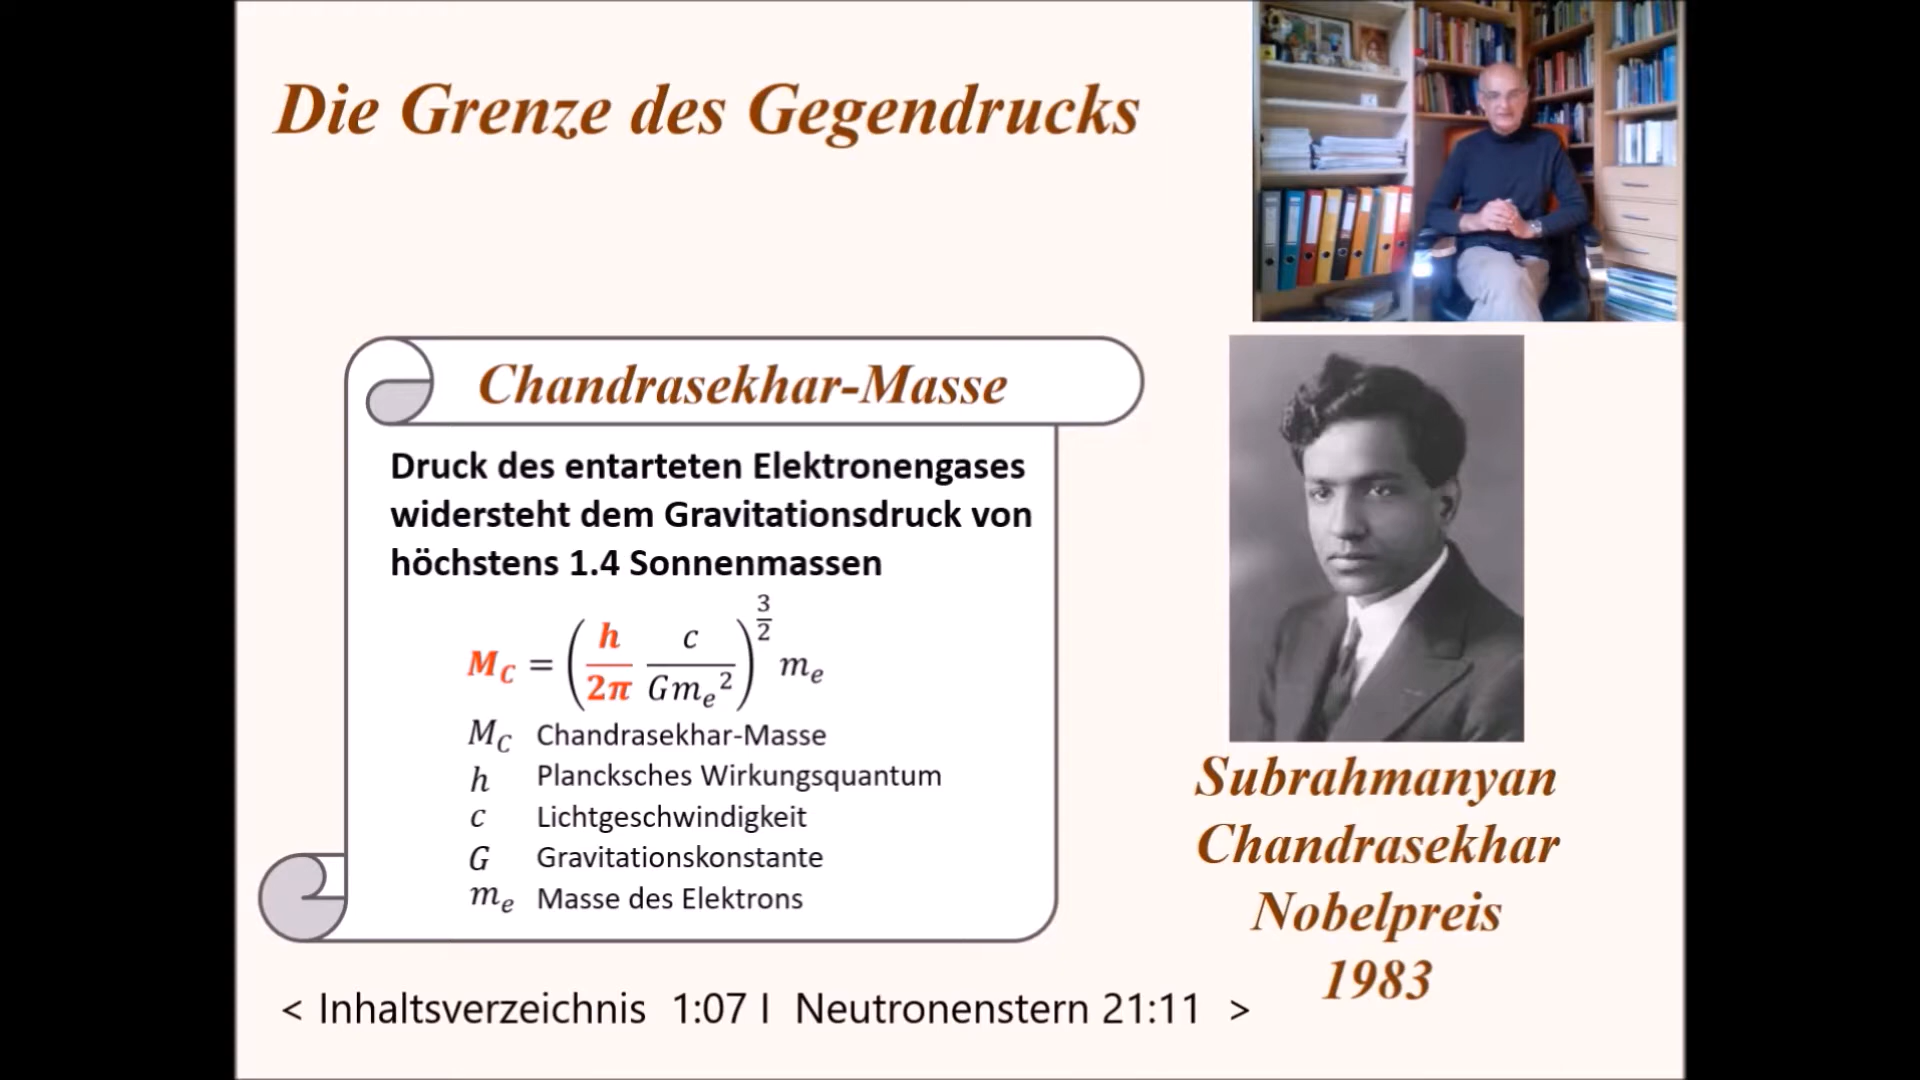 Die Grenze des Gegendrucks
Chandrasekhar-Masse
Druck des entarteten Elektronengases
widersteht dem Gravitationsdruck von
höchstens 1.4 Sonnenmassen
M_C = (h/2π c/Gm_e²)^(3/2) m_e
M_C Chandrasekhar-Masse
h Plancksches Wirkungsquantum
c Lichtgeschwindigkeit
G Gravitationskonstante
m_e Masse des Elektrons
Subrahmanyan
Chandrasekhar
Nobelpreis
1983
< Inhaltsverzeichnis 1:07 I Neutronenstern 21:11 >